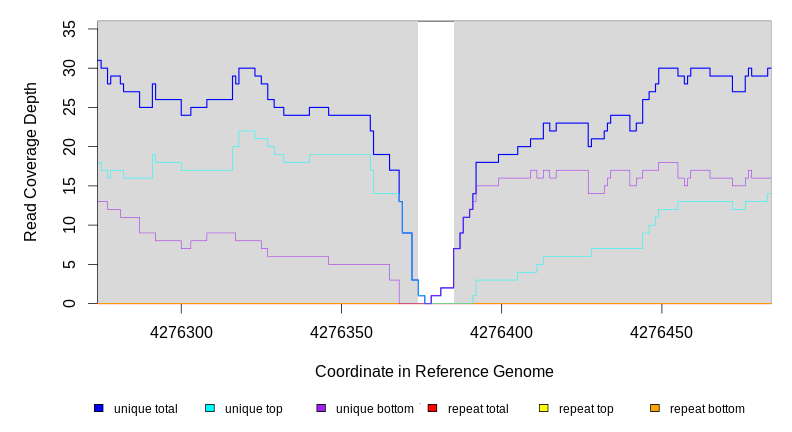 Read Coverage Depth
35
30
25
20
15
10
5
0
4276300 4276350 4276400 4276450
Coordinate in Reference Genome
unique total unique top unique bottom repeat total repeat top repeat bottom